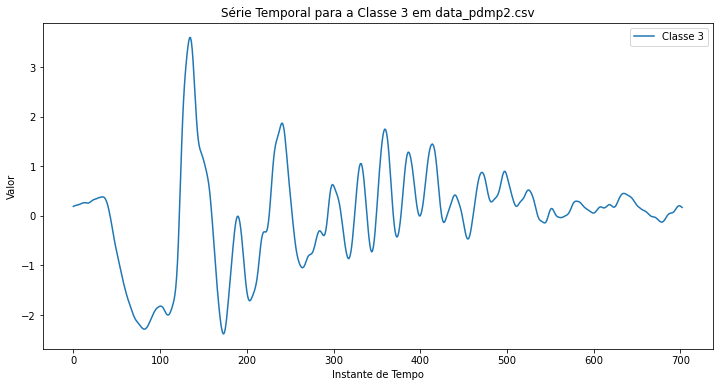 Série Temporal para a Classe 3 em data_pdmp2.csv
Classe 3
Valor
3
2
1
0
−1
−2
0 100 200 300 400 500 600 700
Instante de Tempo